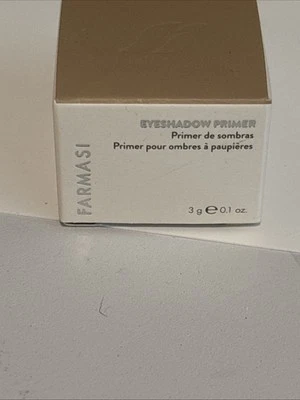 EYESHADOW PRIMER
Primer de sombras
Primer pour ombres à paupières
FARMASI
3 g ℮ 0.1 oz.